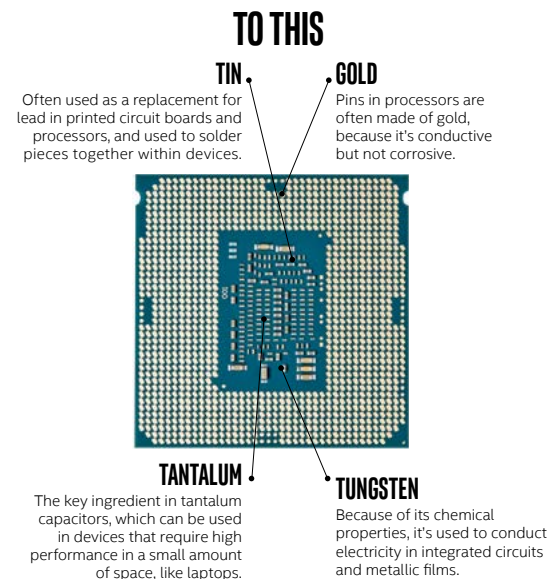 TO THIS
TIN
Often used as a replacement for
lead in printed circuit boards and
processors, and used to solder
pieces together within devices.
GOLD
Pins in processors are
often made of gold,
because it's conductive
but not corrosive.
TANTALUM
The key ingredient in tantalum
capacitors, which can be used
in devices that require high
performance in a small amount
of space, like laptops.
TUNGSTEN
Because of its chemical
properties, it's used to conduct
electricity in integrated circuits
and metallic films.